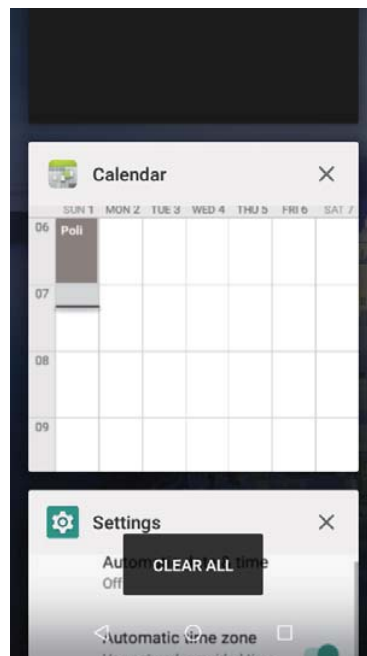 Calendar
SUN 1 MON 2 TUE 3 WED 4 THU 5 FRI 6 SAT 7
06 Poli
07
08
09
Settings
time
Off
CLEAR ALL
Automatic time zone